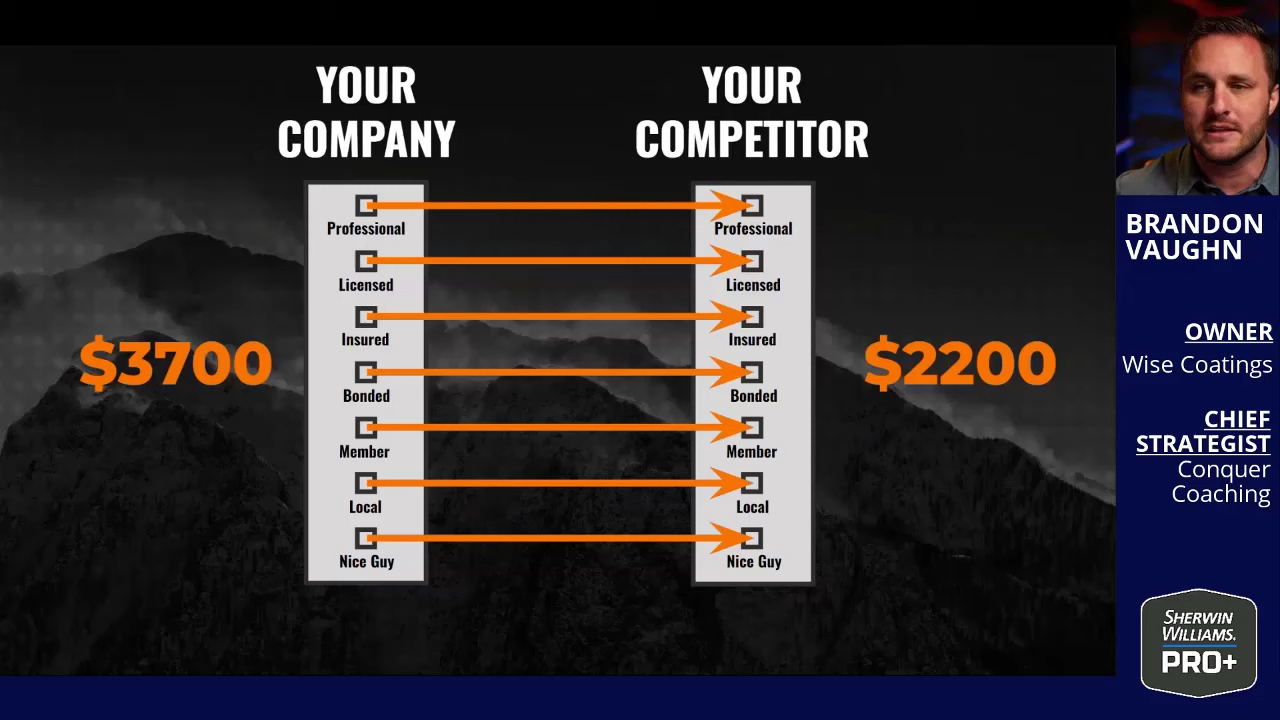 YOUR
COMPANY
YOUR
COMPETITOR
Professional
Licensed
Insured
Bonded
Member
Local
Nice Guy
Professional
Licensed
Insured
Bonded
Member
Local
Nice Guy
$3700
$2200
BRANDON
VAUGHN
OWNER
Wise Coatings
CHIEF
STRATEGIST
Conquer
Coaching
SHERWIN
WILLIAMS.
PRO+